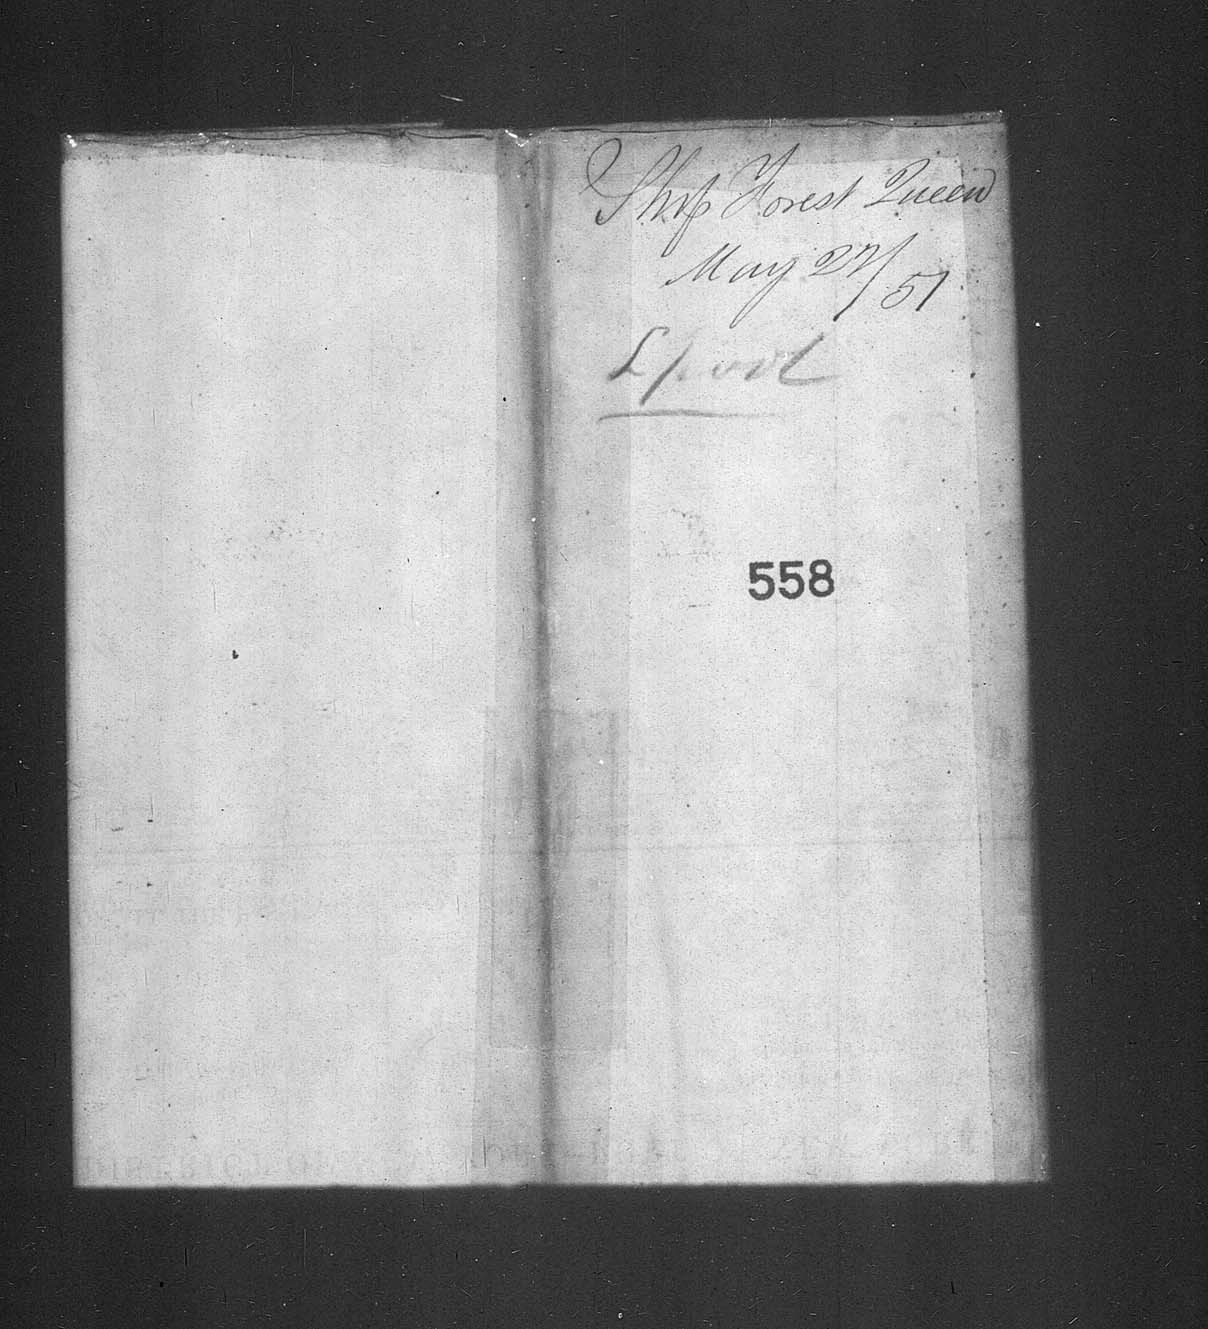 Ship Forest Queen
May 27/51
Lpool
558